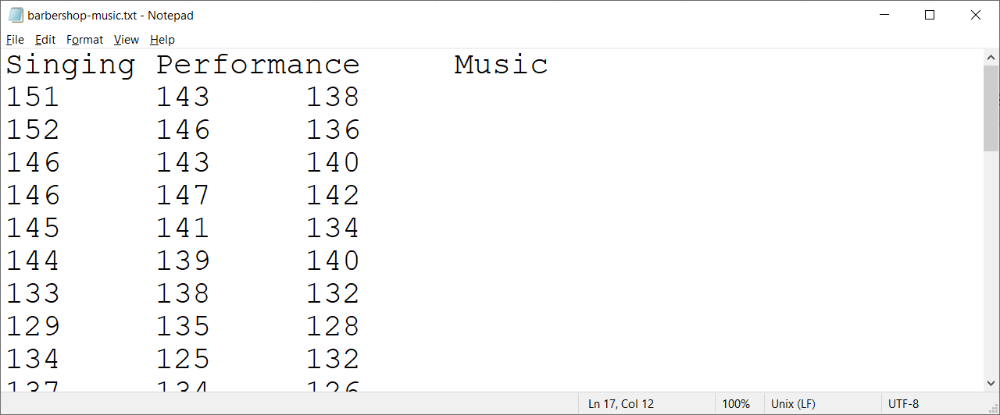 barbershop-music.txt - Notepad
File Edit Format View Help
Singing Performance Music
151 143 138
152 146 136
146 143 140
146 147 142
145 141 134
144 139 140
133 138 132
129 135 128
134 125 132
137 134 126
Ln 17, Col 12 100% Unix (LF) UTF-8